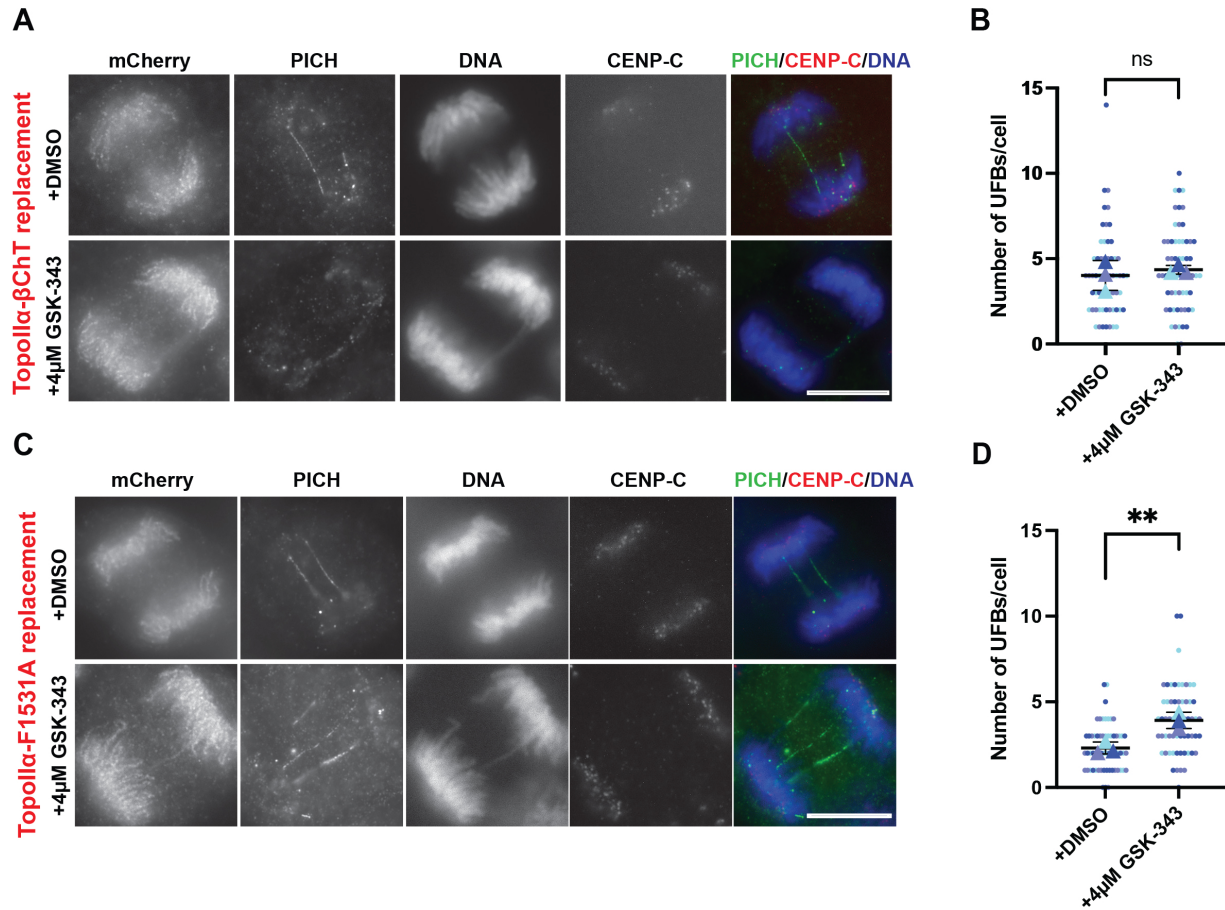 A
mCherry PICH DNA CENP-C PICH/CENP-C/DNA
TopoIIα-βChT replacement
+DMSO
+4μM GSK-343
B
ns
Number of UFBs/cell
15
10
5
0
+DMSO
+4μM GSK-343
C
mCherry PICH DNA CENP-C PICH/CENP-C/DNA
TopoIIα-F1531A replacement
+DMSO
+4μM GSK-343
D
**
Number of UFBs/cell
15
10
5
0
+DMSO
+4μM GSK-343